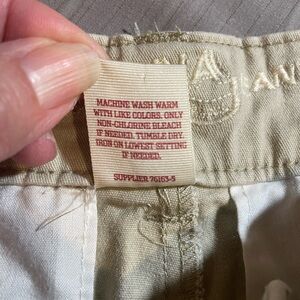 MACHINE WASH WARM
WITH LIKE COLORS. ONLY
NON-CHLORINE BLEACH
IF NEEDED. TUMBLE DRY.
IRON ON LOWEST SETTING
IF NEEDED.
SUPPLIER 76163-5